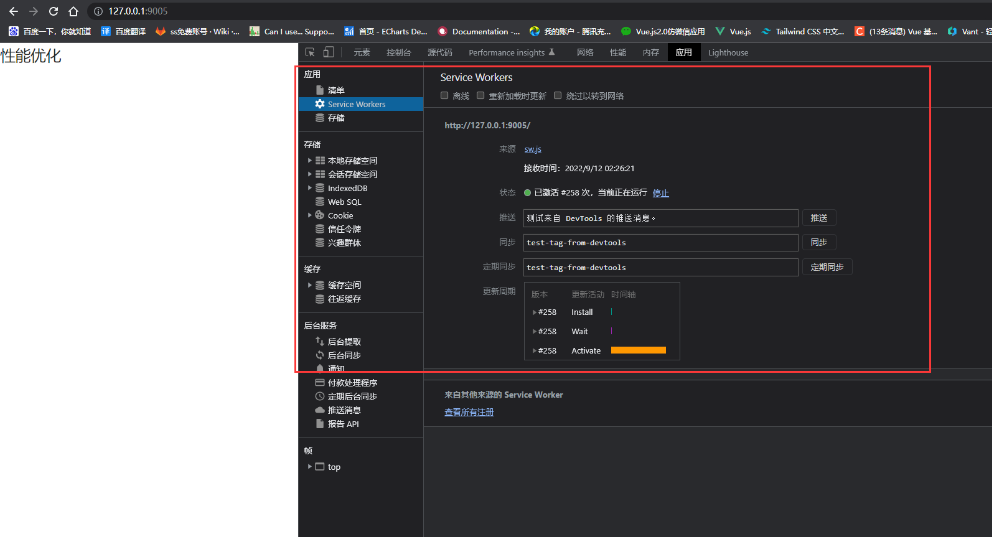 127.0.0.1:9005
百度一下，你就知道 百度翻译 ss免费账号 · Wiki ·... Can I use... Suppo... 首页 - ECharts De... Documentation -... 我的账户 - 腾讯充... Vue.js2.0仿微信应用 Vue.js Tailwind CSS 中文... (13条消息) Vue 基... Vant - 轻
性能优化
元素 控制台 源代码 Performance insights 网络 性能 内存 应用 Lighthouse
应用
清单
Service Workers
存储
存储
本地存储空间
会话存储空间
IndexedDB
Web SQL
Cookie
信任令牌
兴趣群体
缓存
缓存空间
往返缓存
后台服务
后台提取
后台同步
通知
付款处理程序
定期后台同步
推送消息
报告 API
帧
top
Service Workers
离线 重新加载时更新 绕过以转到网络
http://127.0.0.1:9005/
来源 sw.js
接收时间：2022/9/12 02:26:21
状态 已激活 #258 次，当前正在运行 停止
推送 测试来自 DevTools 的推送消息。 推送
同步 test-tag-from-devtools 同步
定期同步 test-tag-from-devtools 定期同步
更新周期 版本 更新活动 时间轴
#258 Install
#258 Wait
#258 Activate
来自其他来源的 Service Worker
查看所有注册